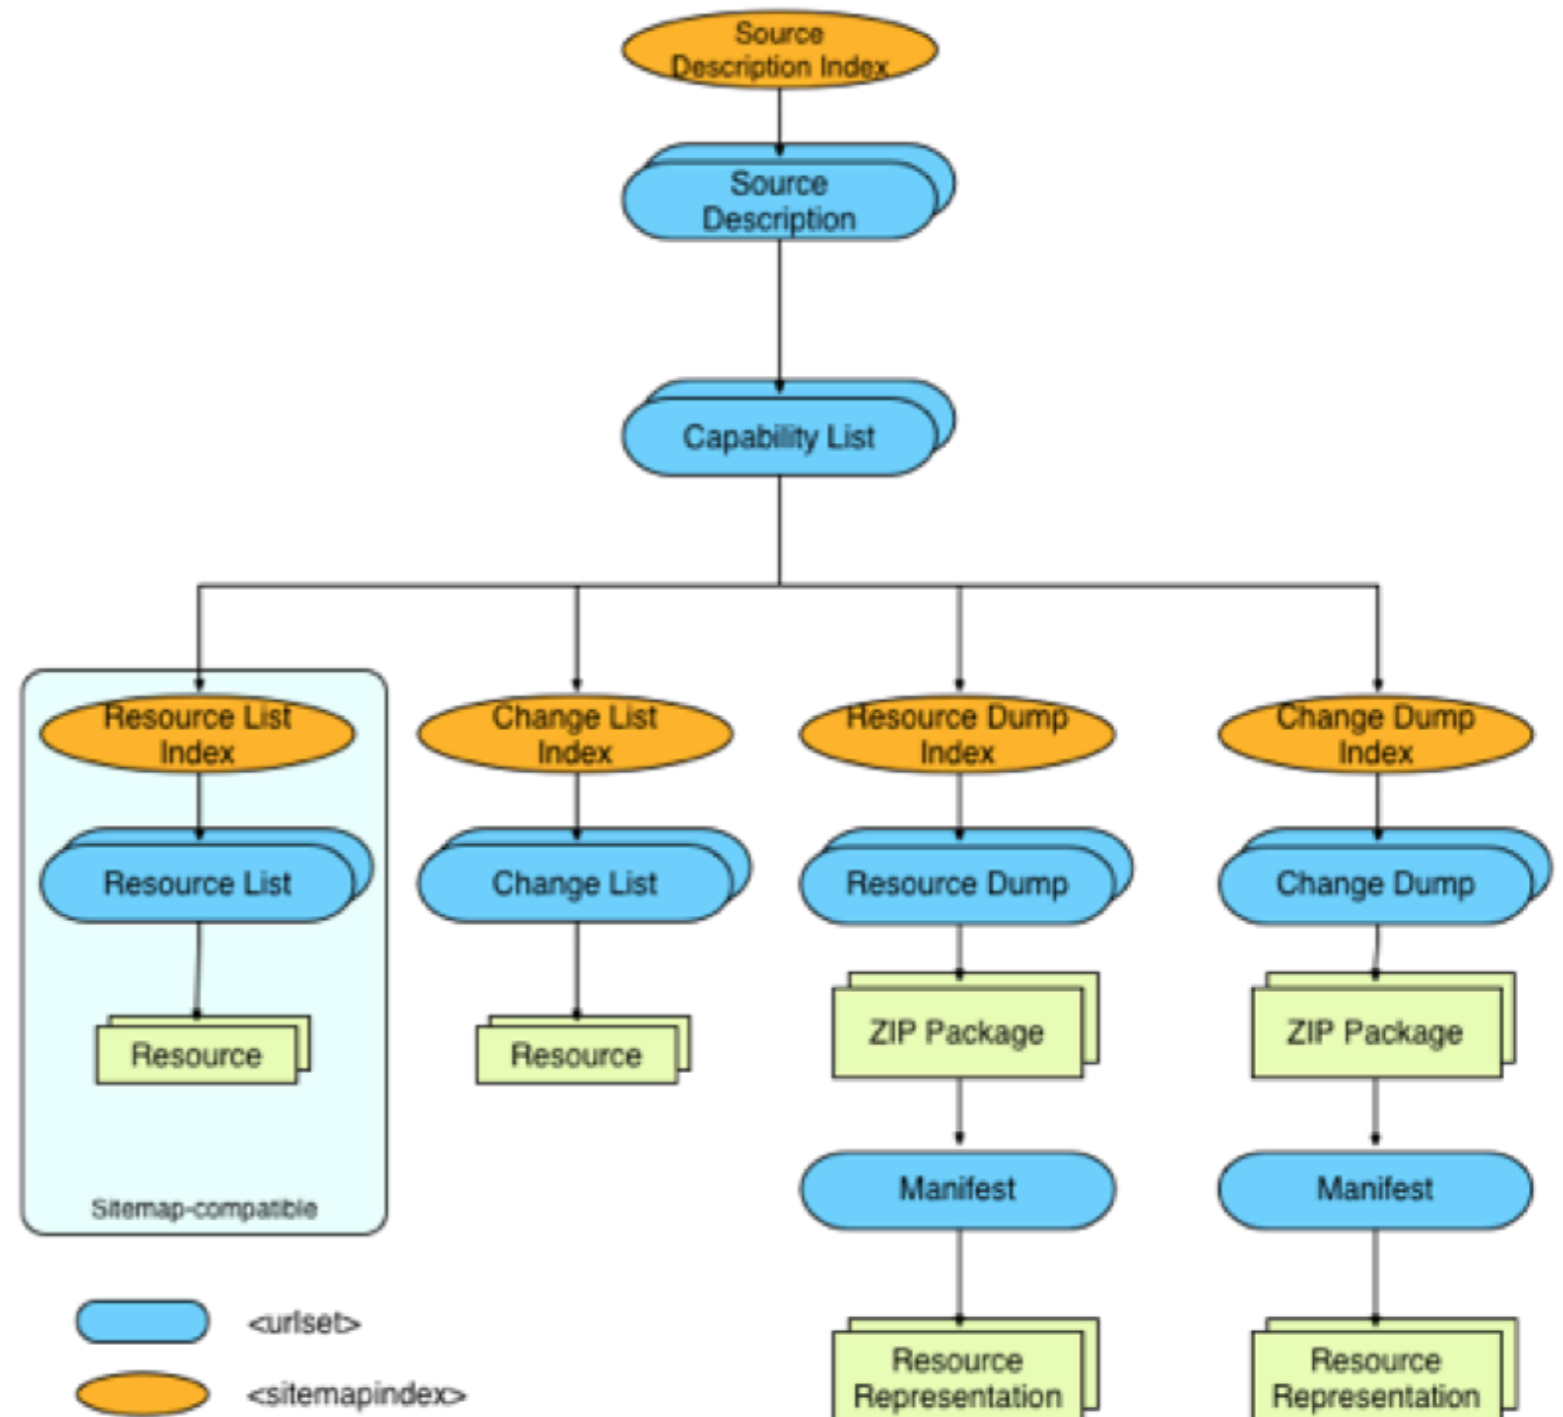 Source
Description Index
Source
Description
Capability List
Resource List
Index
Change List
Index
Resource Dump
Index
Change Dump
Index
Resource List
Change List
Resource Dump
Change Dump
Resource
Resource
ZIP Package
ZIP Package
Manifest
Manifest
Sitemap-compatible
<urlset>
<sitemapindex>
Resource
Representation
Resource
Representation